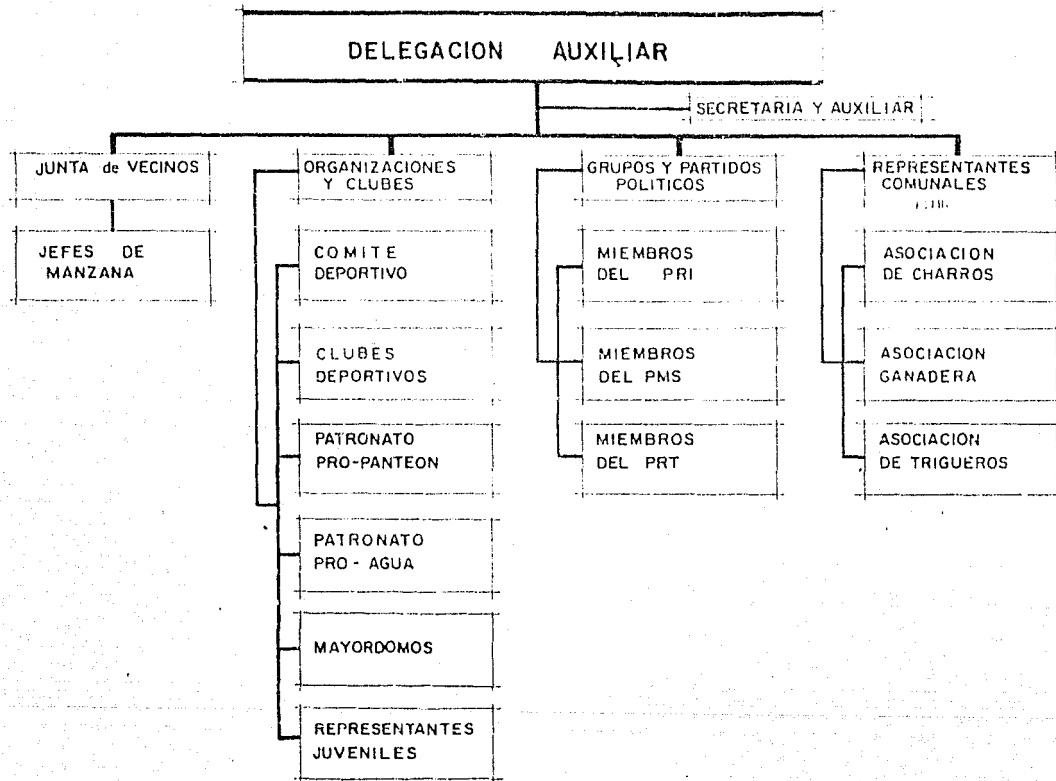 DELEGACION AUXILIAR
SECRETARIA Y AUXILIAR
JUNTA de VECINOS
JEFES DE
MANZANA
ORGANIZACIONES
Y CLUBES
COMITE
DEPORTIVO
CLUBES
DEPORTIVOS
PATRONATO
PRO-PANTEON
PATRONATO
PRO - AGUA
MAYORDOMOS
REPRESENTANTES
JUVENILES
GRUPOS Y PARTIDOS
POLITICOS
MIEMBROS
DEL PRI
MIEMBROS
DEL PMS
MIEMBROS
DEL PRT
REPRESENTANTES
COMUNALES
ASOCIACION
DE CHARROS
ASOCIACION
GANADERA
ASOCIACION
DE TRIGUEROS